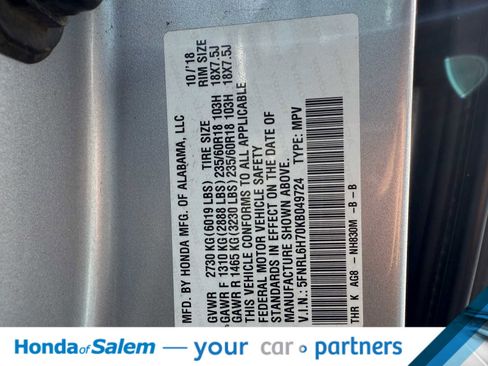 MFD. BY HONDA MFG. OF ALABAMA, LLC 10/'18
TIRE SIZE RIM SIZE
GVWR 2730 KG (6019 LBS)
GAWR F 1310 KG (2888 LBS) 235/60R18 103H 18X7.5J
GAWR R 1465 KG (3230 LBS) 235/60R18 103H 18X7.5J
THIS VEHICLE CONFORMS TO ALL APPLICABLE
FEDERAL MOTOR VEHICLE SAFETY
STANDARDS IN EFFECT ON THE DATE OF
MANUFACTURE SHOWN ABOVE.
V.I.N.: 5FNRL6H70KB049724 TYPE: MPV
THR K AG8 - NH830M -B -B
Honda of Salem — your car partners